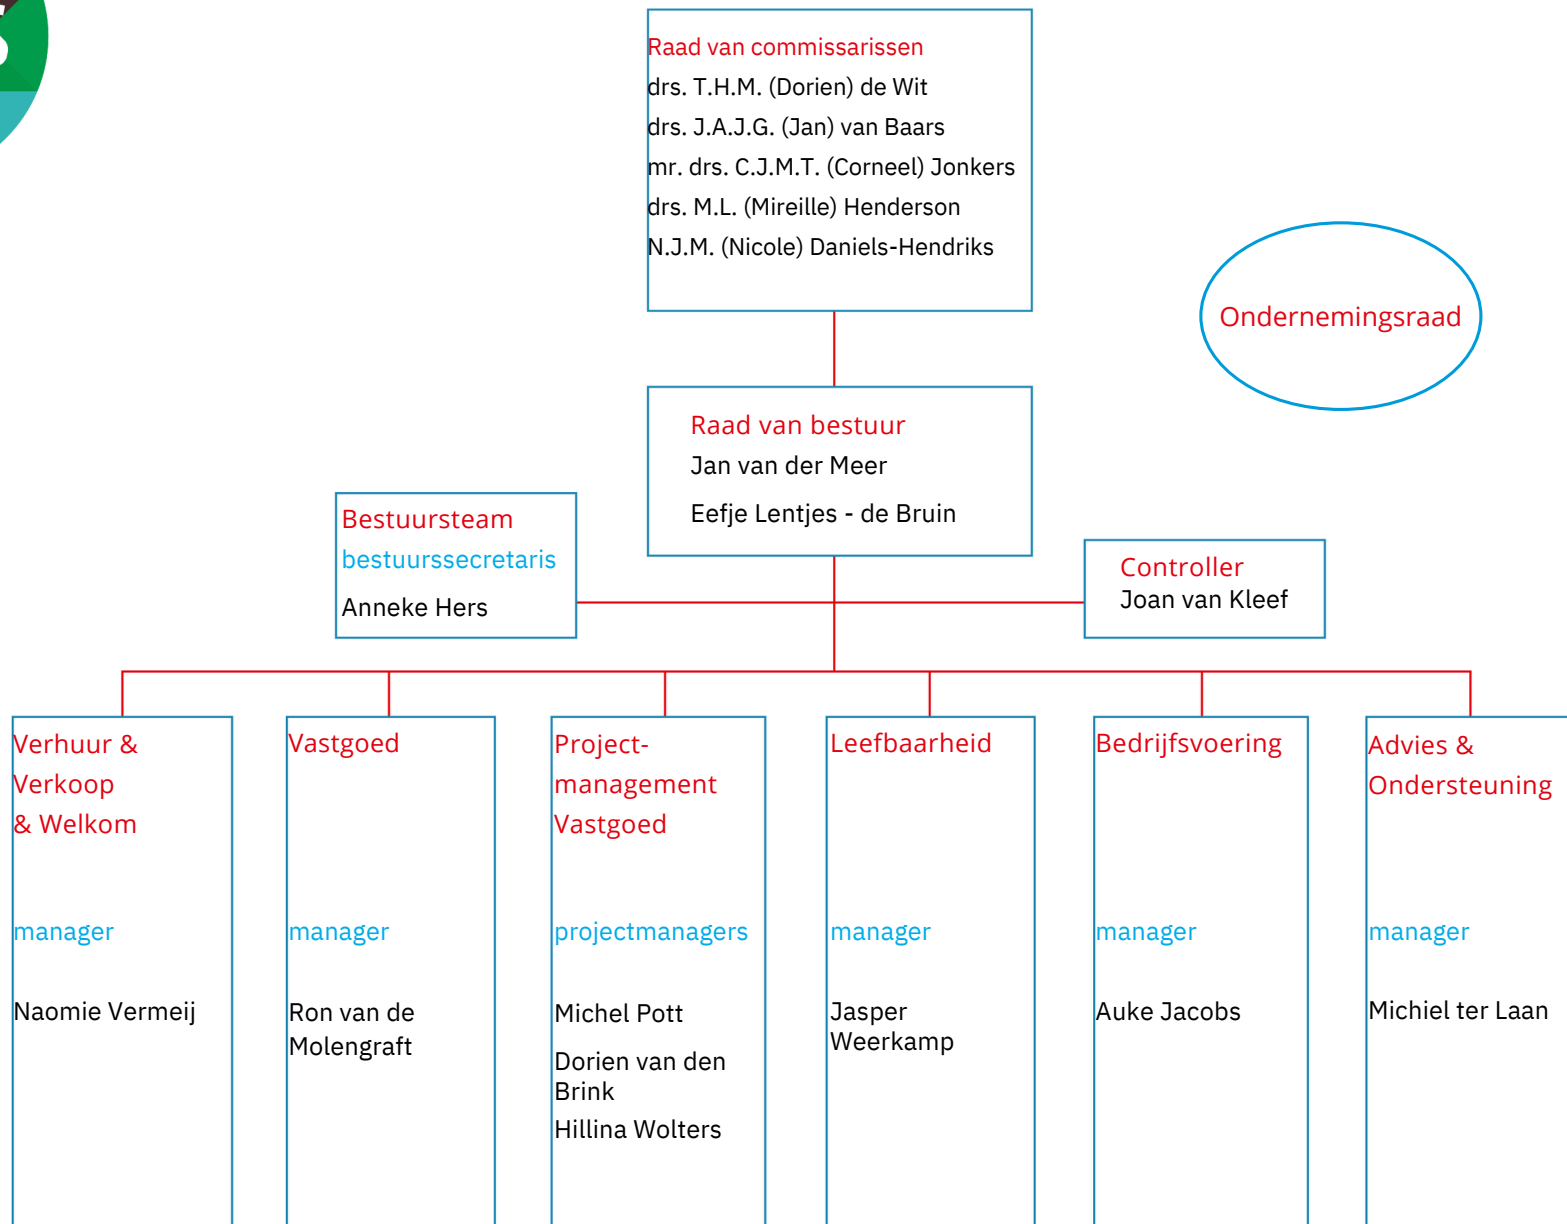 Raad van commissarissen
drs. T.H.M. (Dorien) de Wit
drs. J.A.J.G. (Jan) van Baars
mr. drs. C.J.M.T. (Corneel) Jonkers
drs. M.L. (Mireille) Henderson
N.J.M. (Nicole) Daniels-Hendriks
Ondernemingsraad
Raad van bestuur
Jan van der Meer
Eefje Lentjes - de Bruin
Bestuursteam
bestuurssecretaris
Anneke Hers
Controller
Joan van Kleef
Verhuur &
Verkoop
& Welkom
manager
Naomie Vermeij
Vastgoed
manager
Ron van de
Molengraft
Project-
management
Vastgoed
projectmanagers
Michel Pott
Dorien van den
Brink
Hillina Wolters
Leefbaarheid
manager
Jasper
Weerkamp
Bedrijfsvoering
manager
Auke Jacobs
Advies &
Ondersteuning
manager
Michiel ter Laan